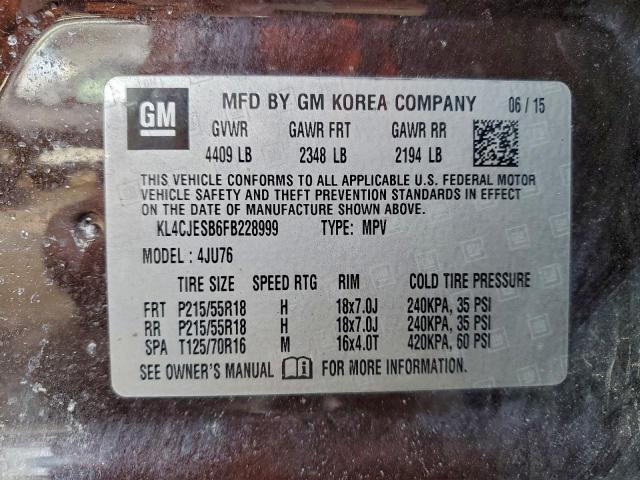 GM MFD BY GM KOREA COMPANY 06 / 15
GVWR GAWR FRT GAWR RR
4409 LB 2348 LB 2194 LB
THIS VEHICLE CONFORMS TO ALL APPLICABLE U.S. FEDERAL MOTOR
VEHICLE SAFETY AND THEFT PREVENTION STANDARDS IN EFFECT
ON THE DATE OF MANUFACTURE SHOWN ABOVE.
KL4CJESB6FB228999 TYPE: MPV
MODEL: 4JU76
TIRE SIZE SPEED RTG RIM COLD TIRE PRESSURE
FRT P215/55R18 H 18x7.0J 240KPA, 35 PSI
RR P215/55R18 H 18x7.0J 240KPA, 35 PSI
SPA T125/70R16 M 16x4.0T 420KPA, 60 PSI
SEE OWNER'S MANUAL FOR MORE INFORMATION.